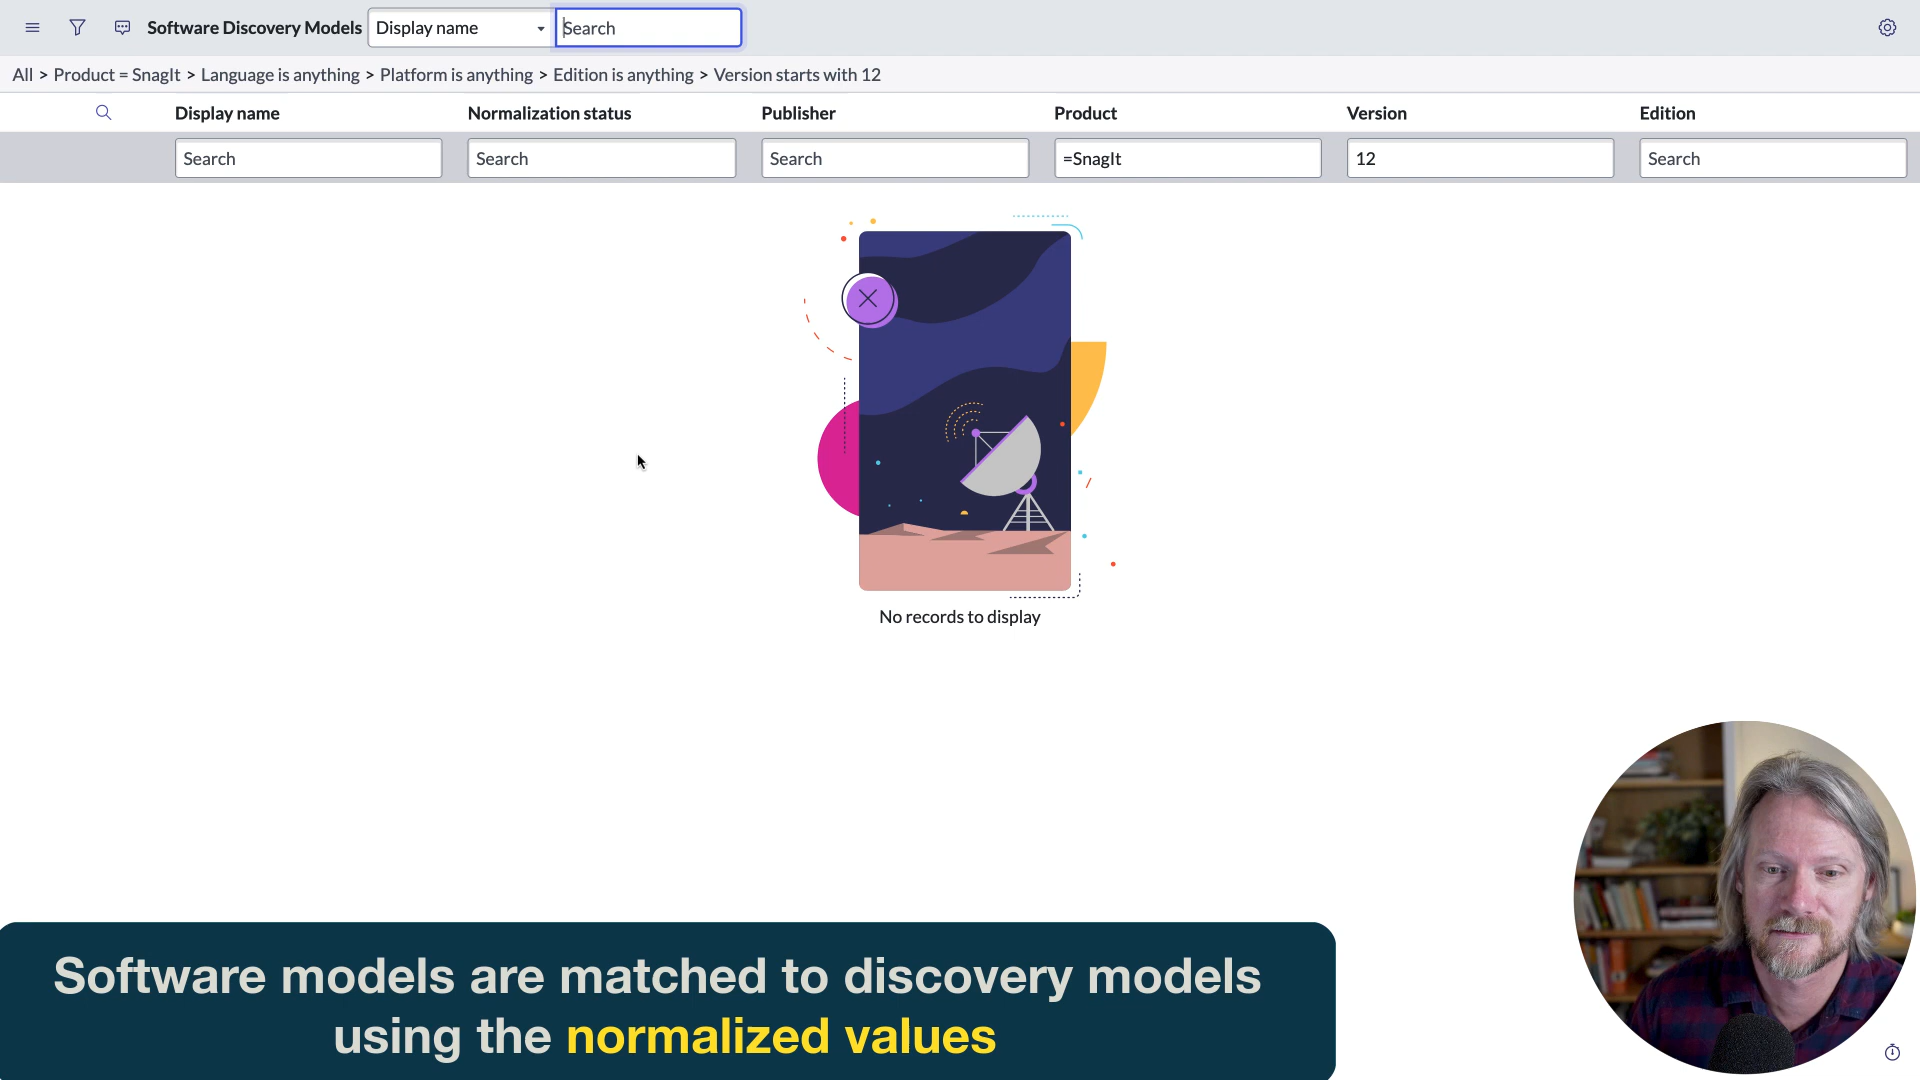 Software Discovery Models Display name Search
All > Product = SnagIt > Language is anything > Platform is anything > Edition is anything > Version starts with 12
Display name Normalization status Publisher Product Version Edition
Search Search Search =SnagIt 12 Search
No records to display
Software models are matched to discovery models
using the normalized values